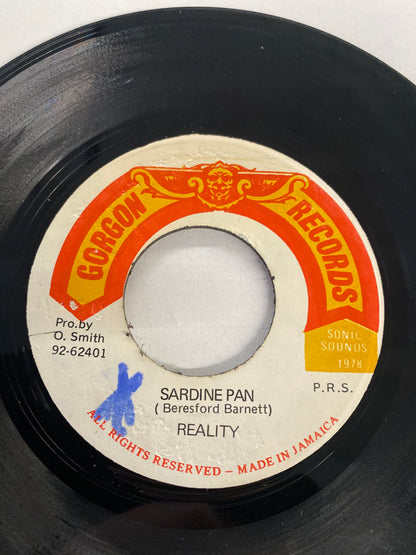 GORGON RECORDS
SONIC
SOUNDS
1978
Pro.by
O. Smith
92-62401
P.R.S.
SARDINE PAN
( Beresford Barnett)
REALITY
ALL RIGHTS RESERVED – MADE IN JAMAICA